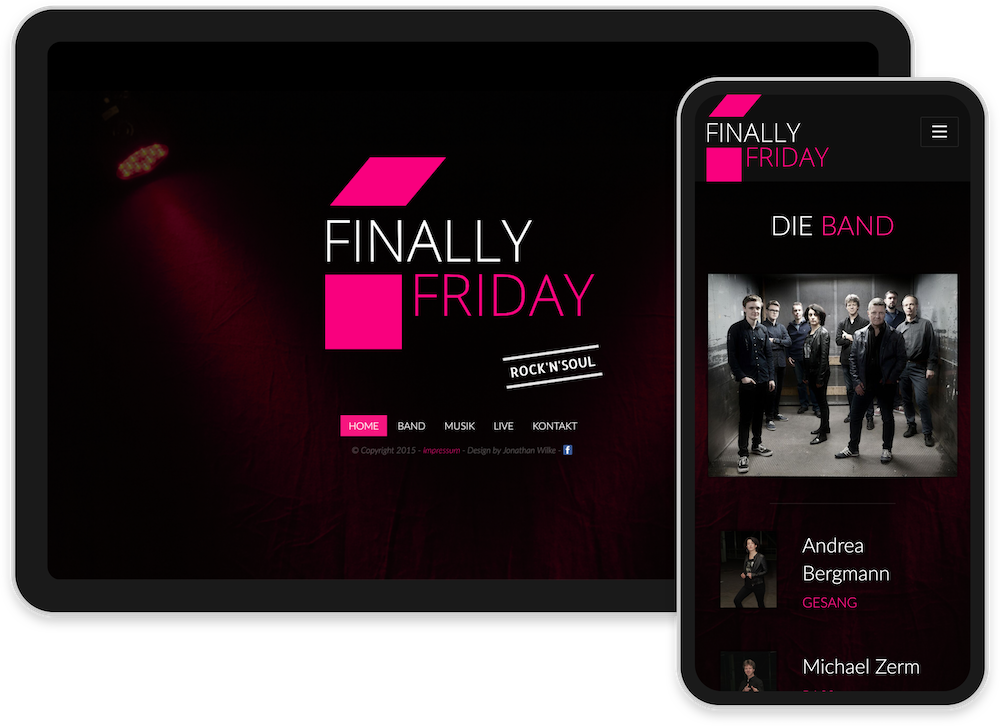 FINALLY
FRIDAY
ROCK'N'SOUL
HOME BAND MUSIK LIVE KONTAKT
© Copyright 2015 - Impressum - Design by Jonathan Wilke -
FINALLY
FRIDAY
DIE BAND
Andrea
Bergmann
GESANG
Michael Zerm